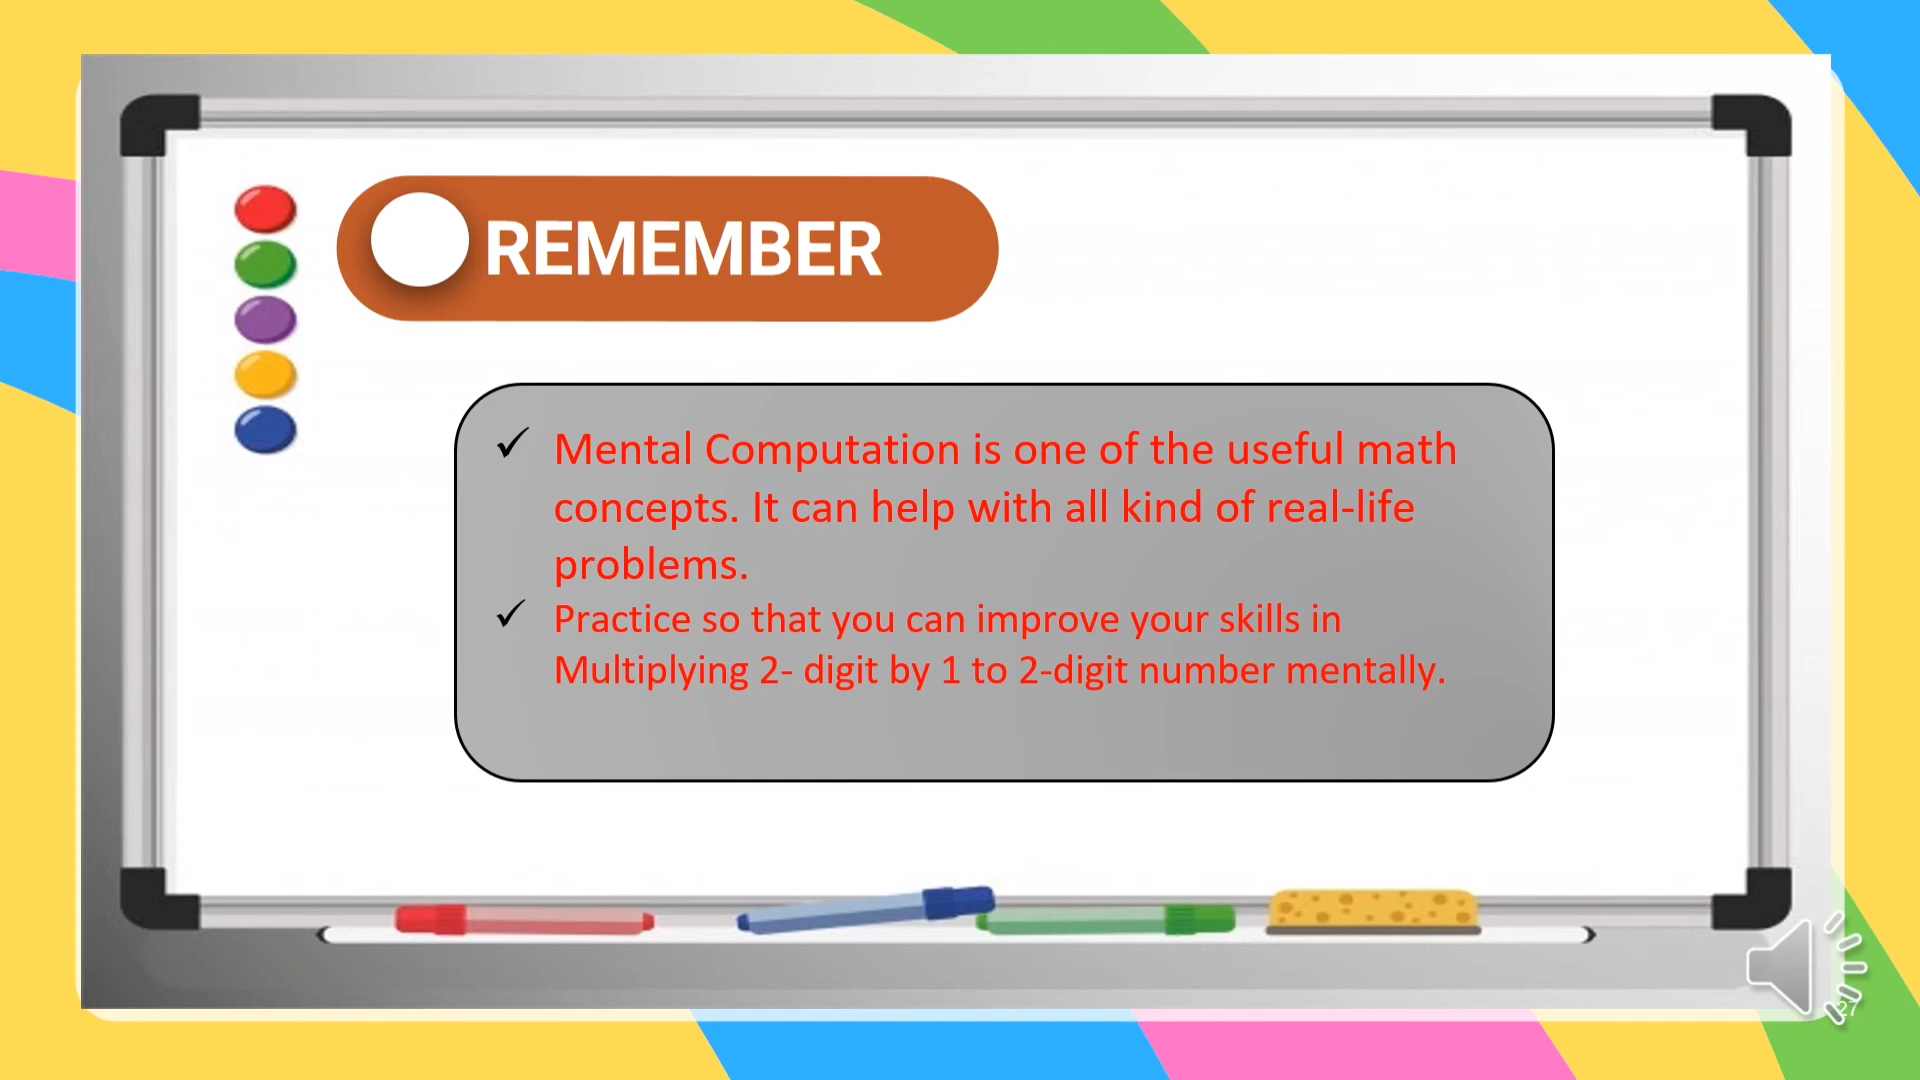 REMEMBER
✓ Mental Computation is one of the useful math
concepts. It can help with all kind of real-life
problems.
✓ Practice so that you can improve your skills in
Multiplying 2- digit by 1 to 2-digit number mentally.
27